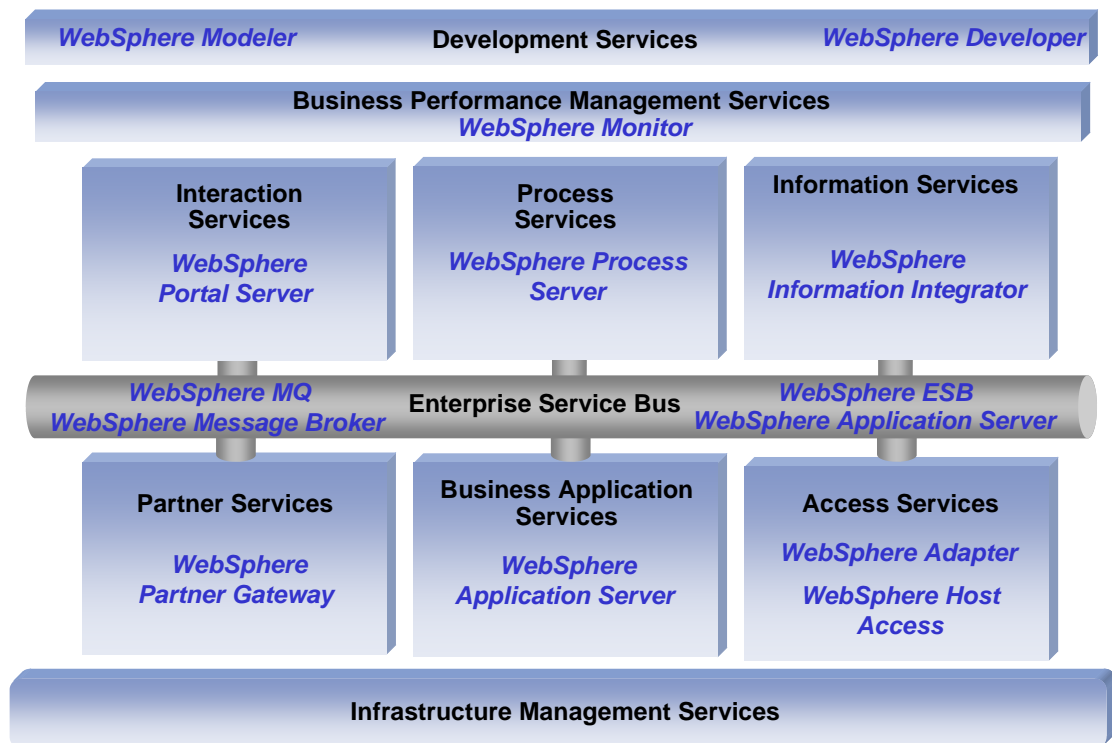 WebSphere Modeler
Development Services
WebSphere Developer
Business Performance Management Services
WebSphere Monitor
Interaction
Services
WebSphere
Portal Server
Process
Services
WebSphere Process
Server
Information Services
WebSphere
Information Integrator
WebSphere MQ
WebSphere Message Broker
Enterprise Service Bus
WebSphere ESB
WebSphere Application Server
Partner Services
WebSphere
Partner Gateway
Business Application
Services
WebSphere
Application Server
Access Services
WebSphere Adapter
WebSphere Host
Access
Infrastructure Management Services